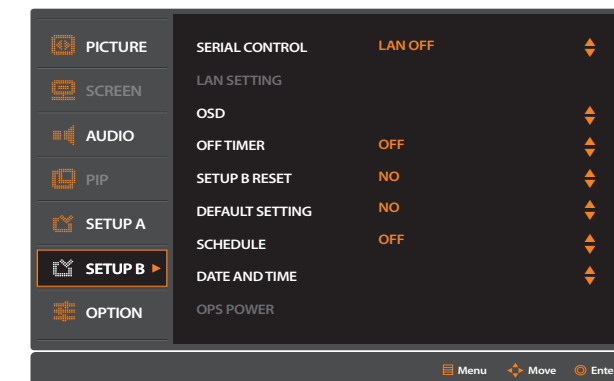 PICTURE
SCREEN
AUDIO
PIP
SETUP A
SETUP B
OPTION
SERIAL CONTROL LAN OFF
LAN SETTING
OSD
OFF TIMER OFF
SETUP B RESET NO
DEFAULT SETTING NO
SCHEDULE OFF
DATE AND TIME
OPS POWER
Menu Move Ente